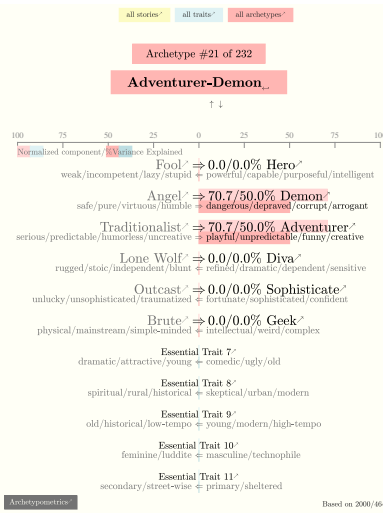 all stories↗ all traits↗ all archetypes↗
Archetype #21 of 232
Adventurer-Demon↩
↑ ↓
100 75 50 25 0 25 50 75 100
Normalized component/%Variance Explained
Fool↗ ⇒ 0.0/0.0% Hero↗
weak/incompetent/lazy/stupid ⇐ powerful/capable/purposeful/intelligent
Angel↗ ⇒ 70.7/50.0% Demon↗
safe/pure/virtuous/humble ⇐ dangerous/depraved/corrupt/arrogant
Traditionalist↗ ⇒ 70.7/50.0% Adventurer↗
serious/predictable/humorless/uncreative ⇒ playful/unpredictable/funny/creative
Lone Wolf↗ ⇒ 0.0/0.0% Diva↗
rugged/stoic/independent/blunt ⇐ refined/dramatic/dependent/sensitive
Outcast↗ ⇒ 0.0/0.0% Sophisticate↗
unlucky/unsophisticated/traumatized ⇐ fortunate/sophisticated/confident
Brute↗ ⇒ 0.0/0.0% Geek↗
physical/mainstream/simple-minded ⇐ intellectual/weird/complex
Essential Trait 7↗
dramatic/attractive/young ⇐ comedic/ugly/old
Essential Trait 8↗
spiritual/rural/historical ⇐ skeptical/urban/modern
Essential Trait 9↗
old/historical/low-tempo ⇐ young/modern/high-tempo
Essential Trait 10↗
feminine/luddite ⇐ masculine/technophile
Essential Trait 11↗
secondary/street-wise ⇐ primary/sheltered
Archetypometrics↗
Based on 2000/464